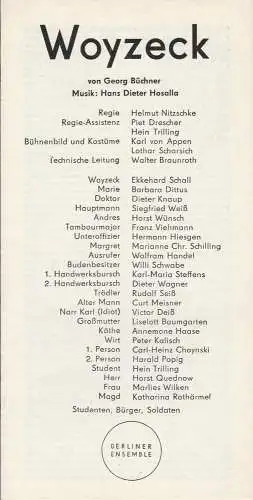 Woyzeck
von Georg Büchner
Musik: Hans Dieter Hosalla
Regie Helmut Nitzschke
Regie-Assistenz Piet Drescher
Hein Trilling
Bühnenbild und Kostüme Karl von Appen
Lothar Scharsich
Technische Leitung Walter Braunroth
Woyzeck Ekkehard Schall
Marie Barbara Dittus
Doktor Dieter Knaup
Hauptmann Siegfried Weiß
Andres Horst Wünsch
Tambourmajor Franz Viehmann
Unteroffizier Hermann Hiesgen
Margret Marianne Chr. Schilling
Ausrufer Wolfram Handel
Budenbesitzer Willi Schwabe
1. Handwerksbursch Karl-Maria Steffens
2. Handwerksbursch Dieter Wagner
Trödler Rudolf Seiß
Alter Mann Curt Meisner
Narr Karl (Idiot) Victor Deiß
Großmutter Liselott Baumgarten
Käthe Annemone Haase
Wirt Peter Kalisch
1. Person Carl-Heinz Choynski
2. Person Harald Popig
Student Hein Trilling
Herr Horst Quednow
Frau Marlies Wilken
Magd Katharina Rothärmel
Studenten, Bürger, Soldaten
BERLINER
ENSEMBLE